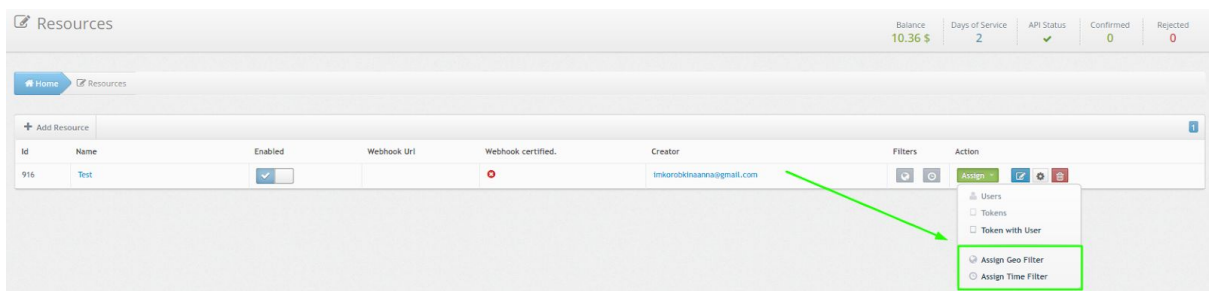 Resources
Balance Days of Service API Status Confirmed Rejected
10.36 $ 2 0 0
Home Resources
Add Resource 1
Id Name Enabled Webhook Url Webhook certified. Creator Filters Action
916 Test imkorobkinaanna@gmail.com Assign
Users
Tokens
Token with User
Assign Geo Filter
Assign Time Filter